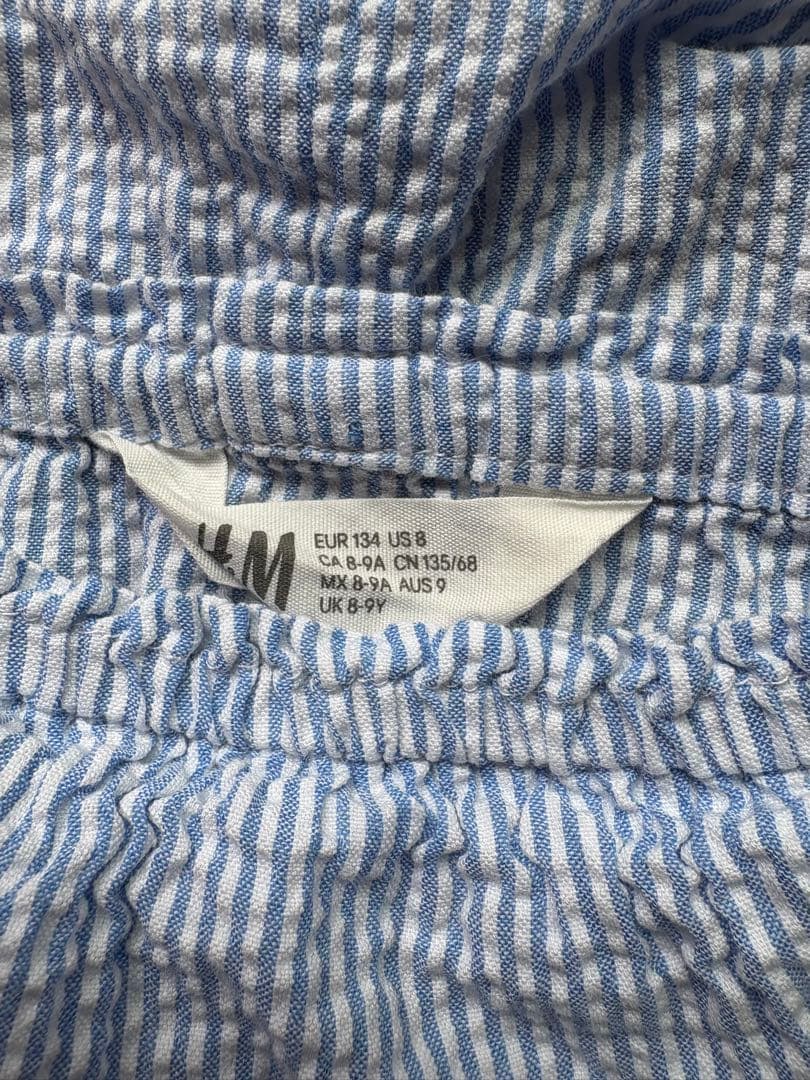 H&M
EUR 134 US 8
CA 8-9A CN 135/68
MX 8-9A AUS 9
UK 8-9Y